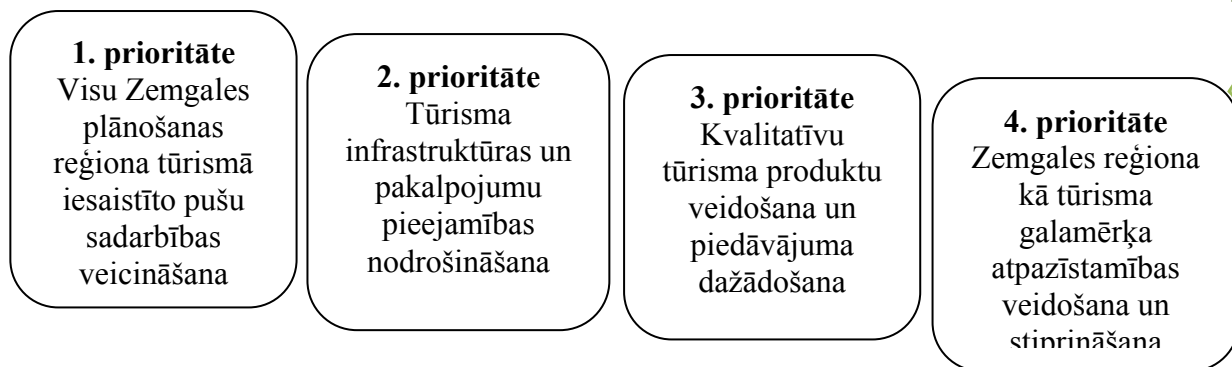 1. prioritāte
Visu Zemgales
plānošanas
reģiona tūrismā
iesaistīto pušu
sadarbības
veicināšana
2. prioritāte
Tūrisma
infrastruktūras un
pakalpojumu
pieejamības
nodrošināšana
3. prioritāte
Kvalitatīvu
tūrisma produktu
veidošana un
piedāvājuma
dažādošana
4. prioritāte
Zemgales reģiona
kā tūrisma
galamērķa
atpazīstamības
veidošana un
stiprināšana